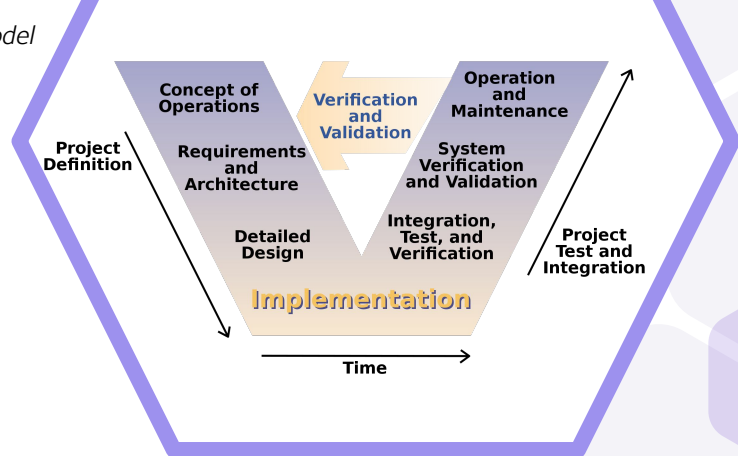 Concept of
Operations
Verification
and
Validation
Operation
and
Maintenance
Project
Definition
Requirements
and
Architecture
System
Verification
and Validation
Detailed
Design
Integration,
Test, and
Verification
Project
Test and
Integration
Implementation
Time